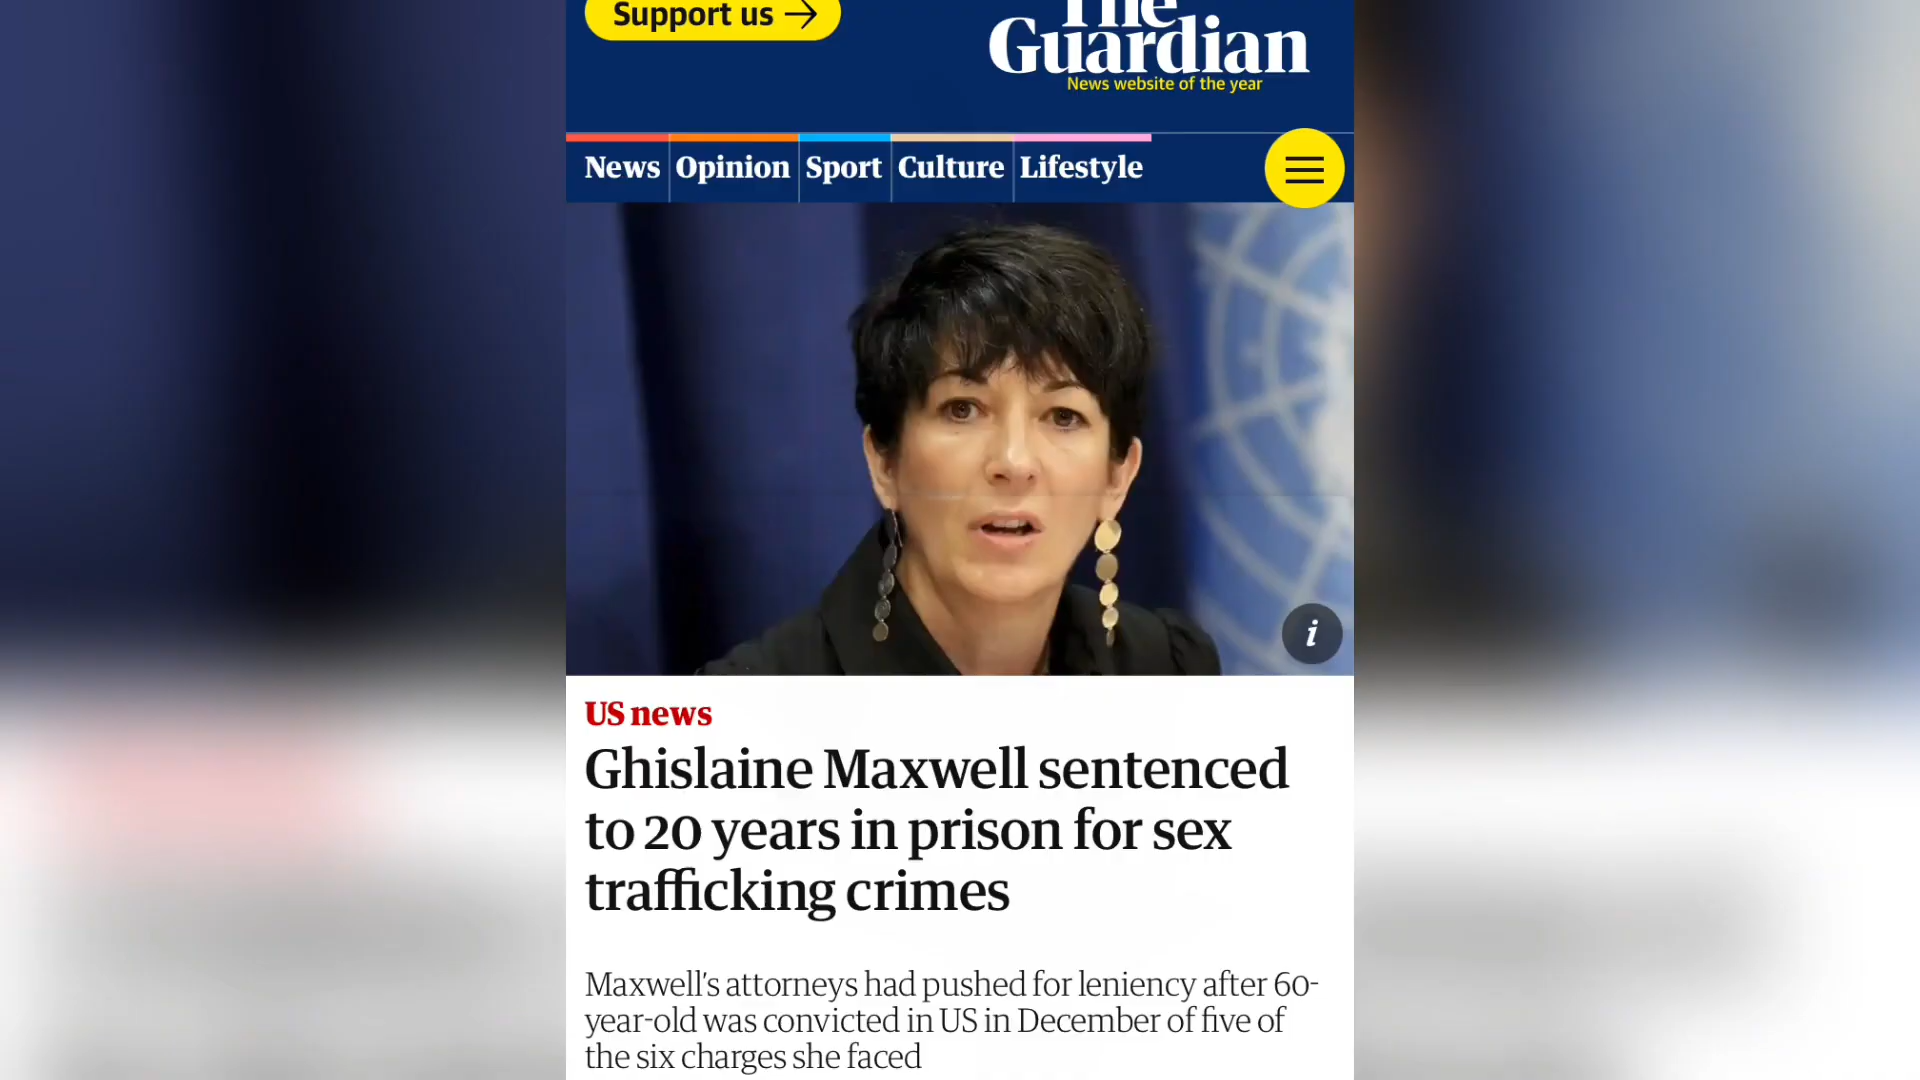 Support us
The
Guardian
News website of the year
News Opinion Sport Culture Lifestyle
i
US news
Ghislaine Maxwell sentenced
to 20 years in prison for sex
trafficking crimes
Maxwell's attorneys had pushed for leniency after 60-
year-old was convicted in US in December of five of
the six charges she faced